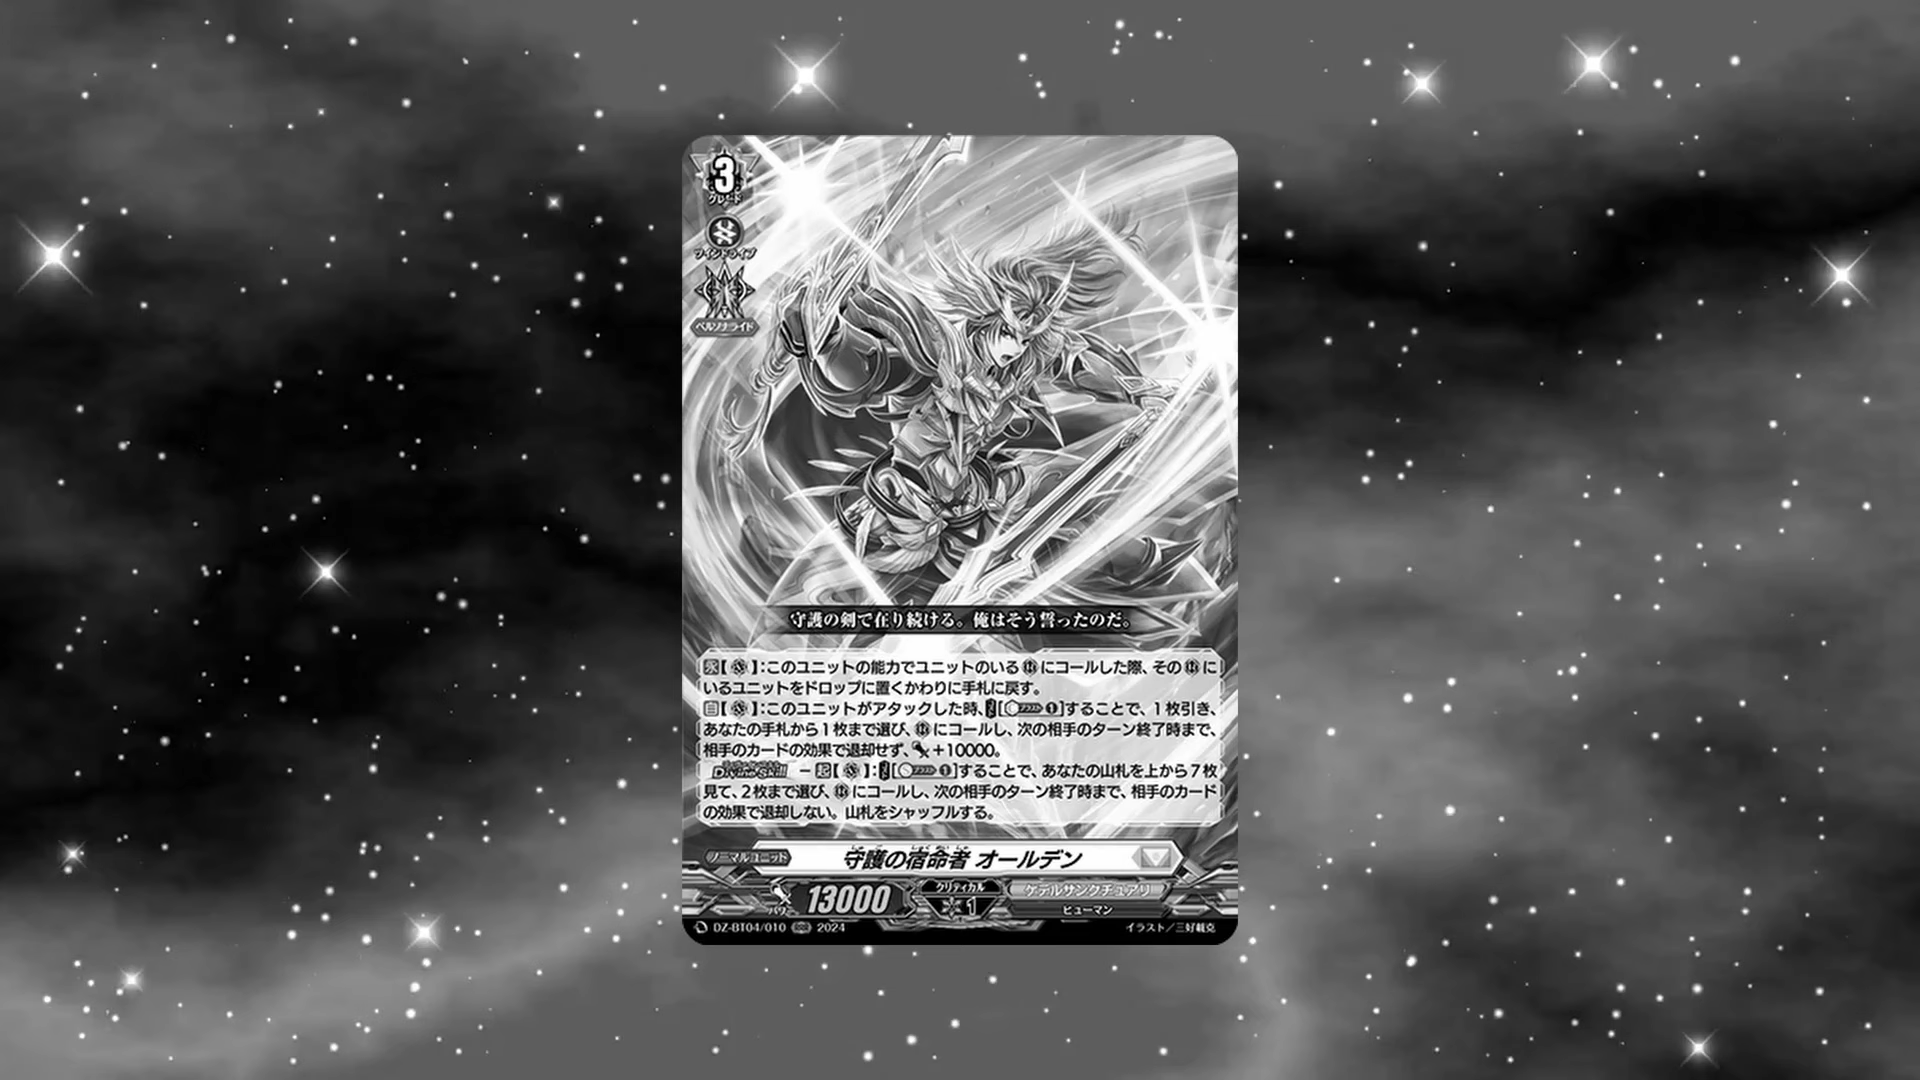 3
グレード
ツインドライブ
ペルソナライド
守護の剣で在り続ける。俺はそう誓ったのだ。
永【】:このユニットの能力でユニットのいるにコールした際、そのに
いるユニットをドロップに置くかわりに手札に戻す。
自【】:このユニットがアタックした時、[1]することで、1枚引き、
あなたの手札から1枚まで選び、にコールし、次の相手のターン終了時まで、
相手のカードの効果で退却せず、+10000。
Divine Skill－起【】:[1]することで、あなたの山札を上から7枚
見て、2枚まで選び、にコールし、次の相手のターン終了時まで、相手のカード
の効果で退却しない。山札をシャッフルする。
ノーマルユニット
守護の宿命者 オールデン
パワー 13000
クリティカル
1
ケテルサンクチュアリ
ヒューマン
DZ-BT04/010 RRR 2024
イラスト/三好載克